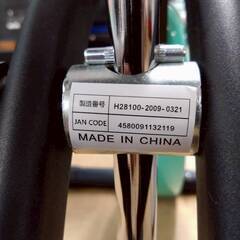 製造番号 H28100-2009-0321
JAN CODE 4580091132119
MADE IN CHINA